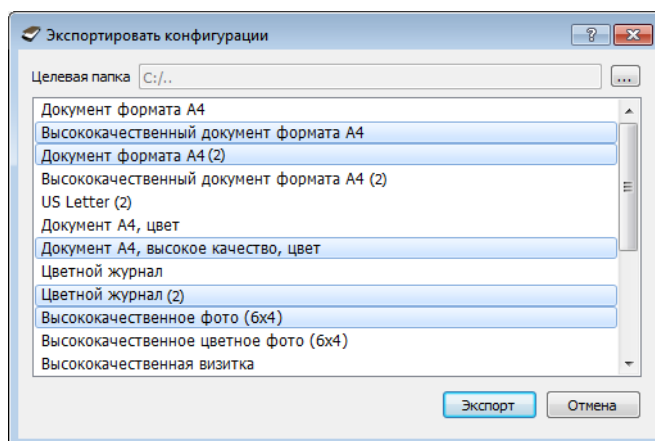 Экспортировать конфигурации
Целевая папка C:/.. ...
Документ формата A4
Высококачественный документ формата A4
Документ формата A4 (2)
Высококачественный документ формата A4 (2)
US Letter (2)
Документ A4, цвет
Документ A4, высокое качество, цвет
Цветной журнал
Цветной журнал (2)
Высококачественное фото (6x4)
Высококачественное цветное фото (6x4)
Высококачественная визитка
Экспорт Отмена